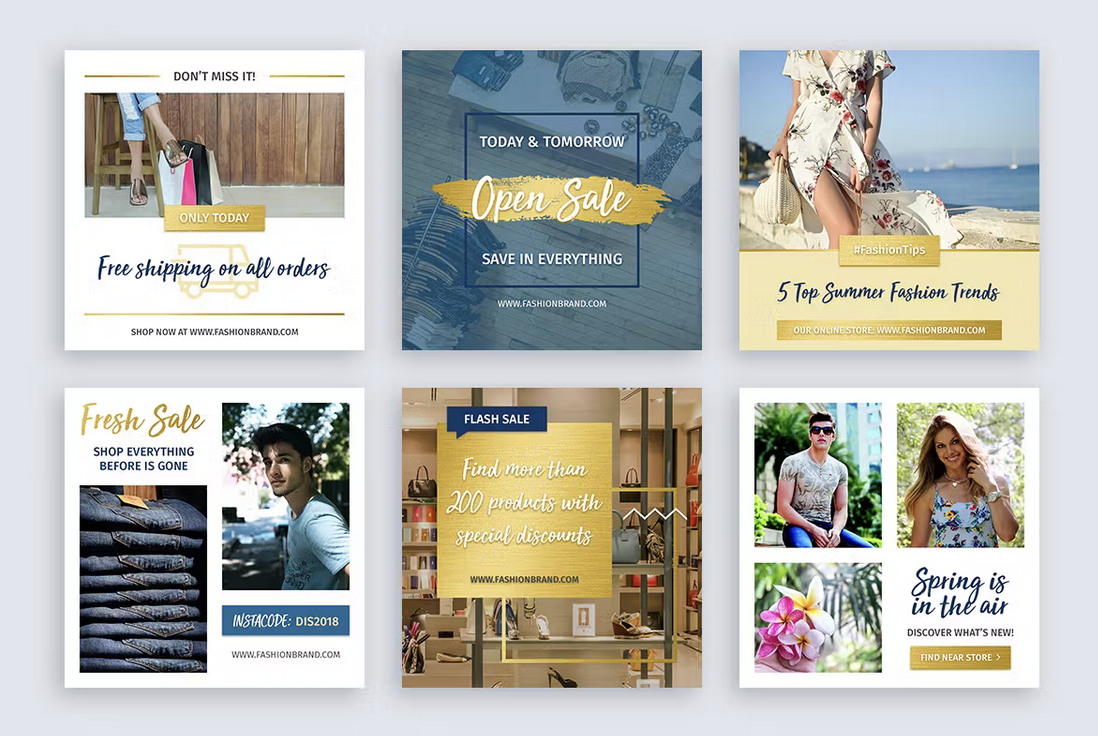 DON'T MISS IT!
ONLY TODAY
Free shipping on all orders
SHOP NOW AT WWW.FASHIONBRAND.COM
TODAY & TOMORROW
Open Sale
SAVE IN EVERYTHING
WWW.FASHIONBRAND.COM
#FashionTips
5 Top Summer Fashion Trends
OUR ONLINE STORE: WWW.FASHIONBRAND.COM
Fresh Sale
SHOP EVERYTHING
BEFORE IS GONE
INSTACODE: DIS2018
WWW.FASHIONBRAND.COM
FLASH SALE
Find more than
200 products with
special discounts
WWW.FASHIONBRAND.COM
Spring is
in the air
DISCOVER WHAT'S NEW!
FIND NEAR STORE >